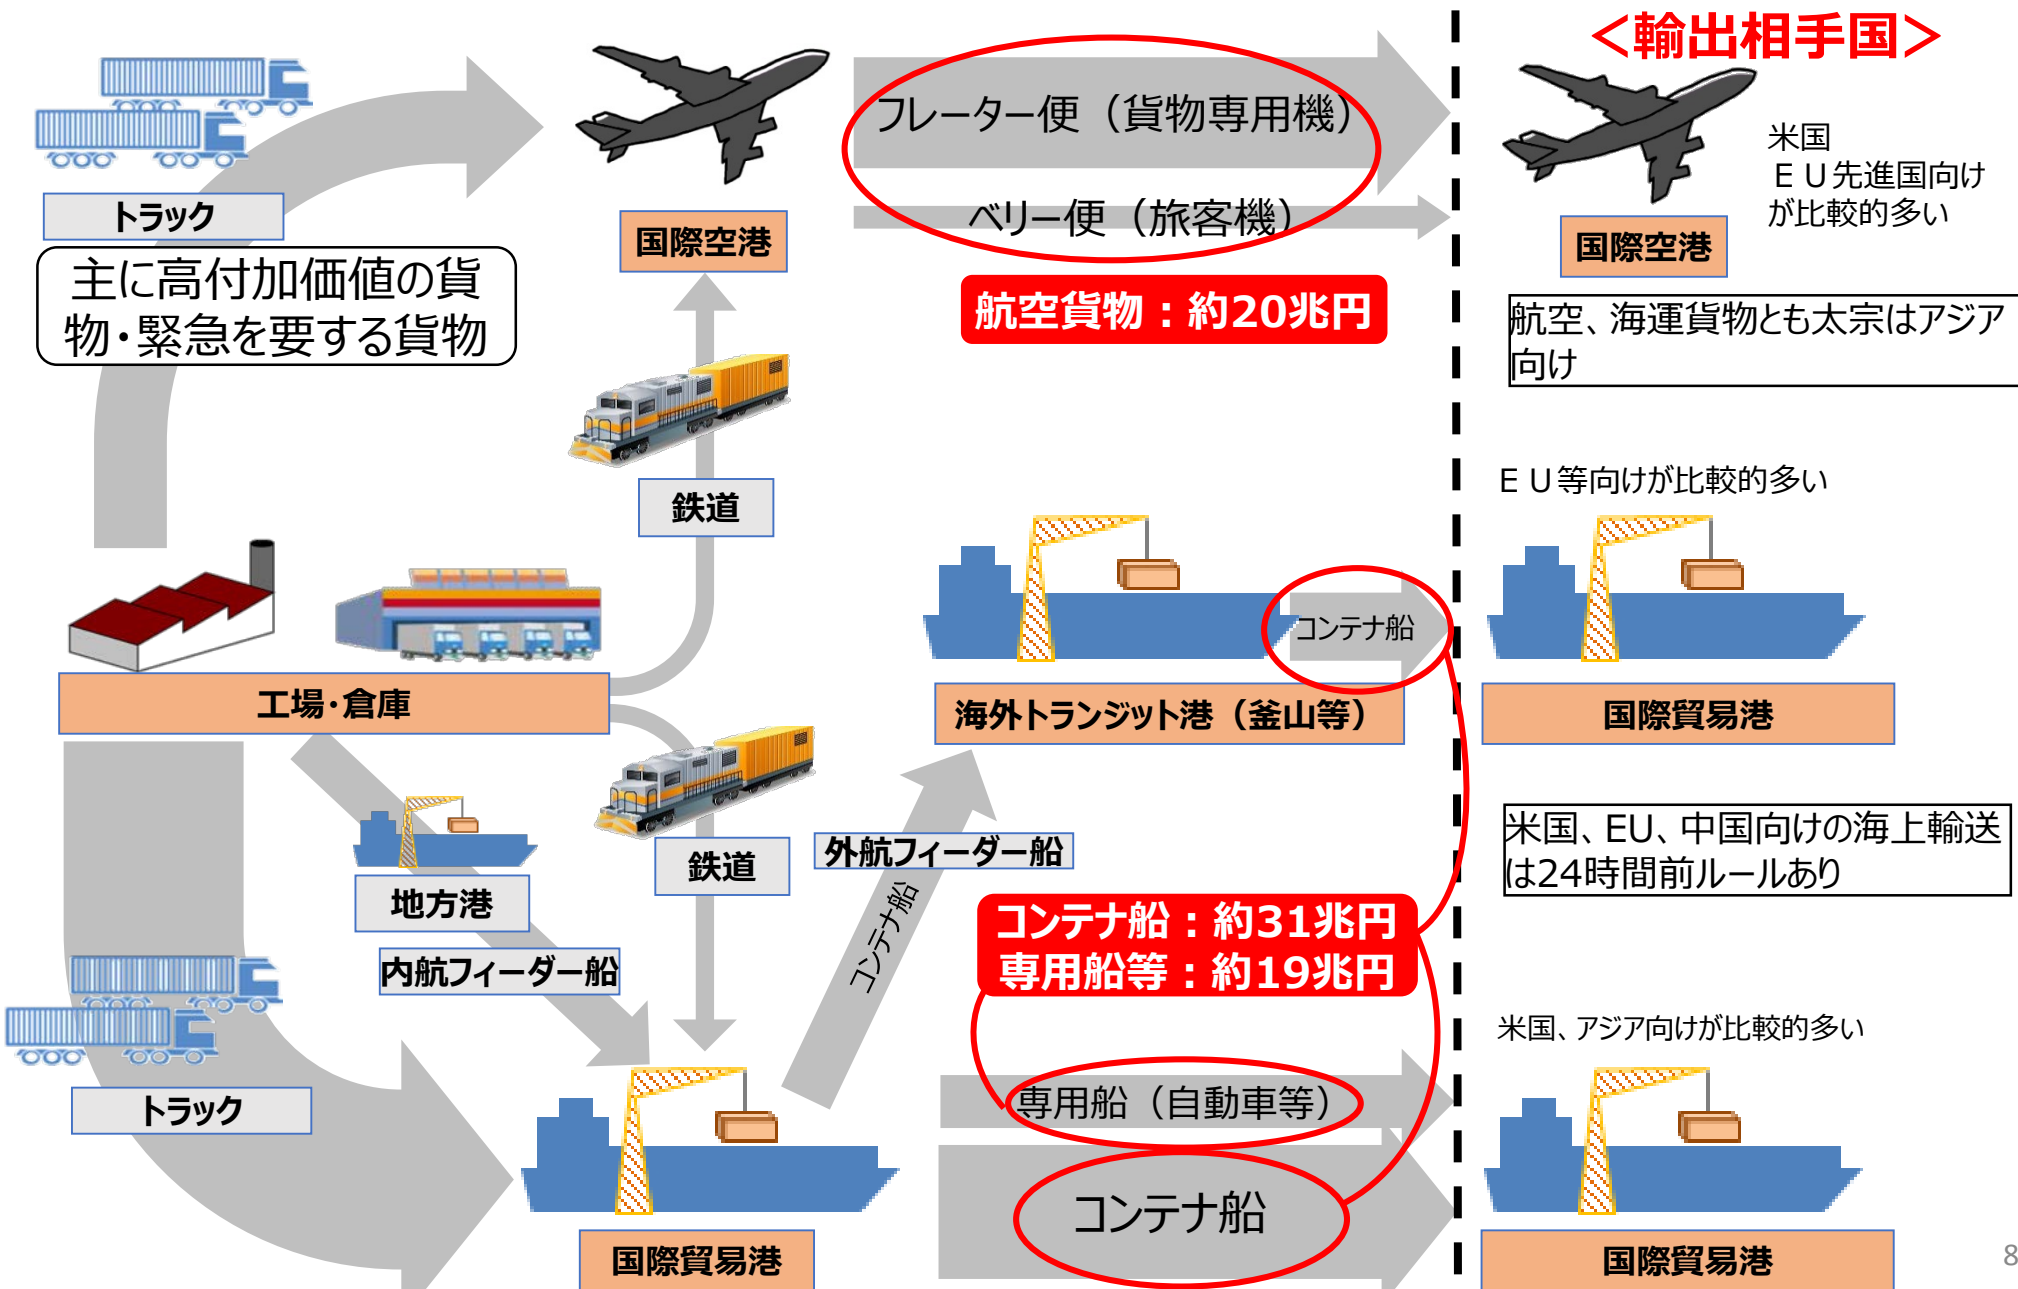 ＜輸出相手国＞
フレーター便（貨物専用機）
米国
ＥＵ先進国向け
が比較的多い
トラック
ベリー便（旅客機）
国際空港
国際空港
主に高付加価値の貨
物・緊急を要する貨物
航空貨物：約20兆円
航空、海運貨物とも太宗はアジア
向け
鉄道
ＥＵ等向けが比較的多い
コンテナ船
工場・倉庫
海外トランジット港（釜山等）
国際貿易港
米国、EU、中国向けの海上輸送
は24時間前ルールあり
鉄道
外航フィーダー船
地方港
コンテナ船
コンテナ船：約31兆円
専用船等：約19兆円
内航フィーダー船
米国、アジア向けが比較的多い
トラック
専用船（自動車等）
コンテナ船
国際貿易港
国際貿易港
8